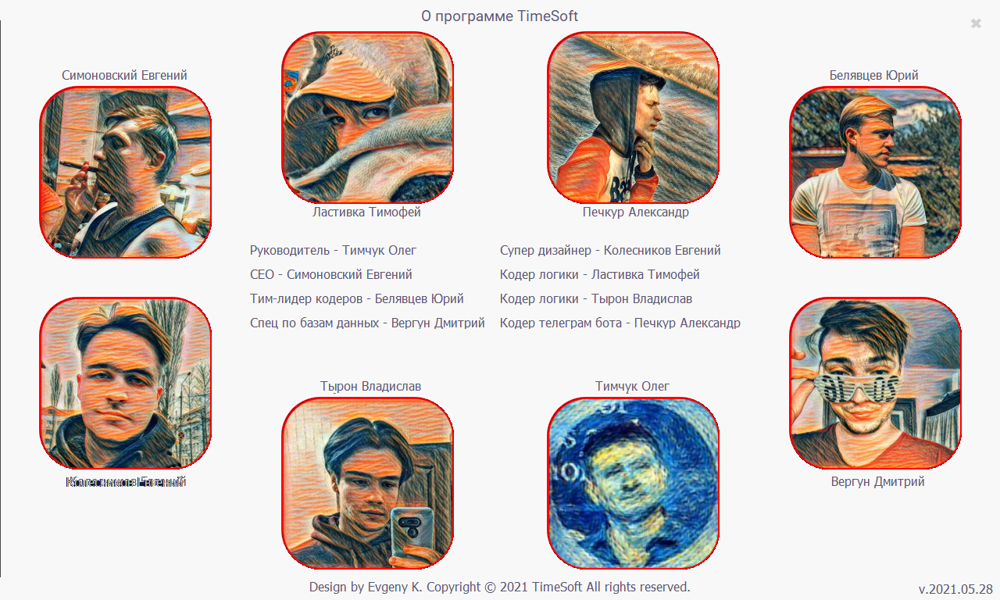 О программе TimeSoft
Симоновский Евгений
Белявцев Юрий
Ластивка Тимофей
Печкур Александр
Руководитель - Тимчук Олег
CEO - Симоновский Евгений
Тим-лидер кодеров - Белявцев Юрий
Спец по базам данных - Вергун Дмитрий
Супер дизайнер - Колесников Евгений
Кодер логики - Ластивка Тимофей
Кодер логики - Тырон Владислав
Кодер телеграм бота - Печкур Александр
Тырон Владислав
Тимчук Олег
Колесников Евгений
Вергун Дмитрий
Design by Evgeny K. Copyright © 2021 TimeSoft All rights reserved.
v.2021.05.28